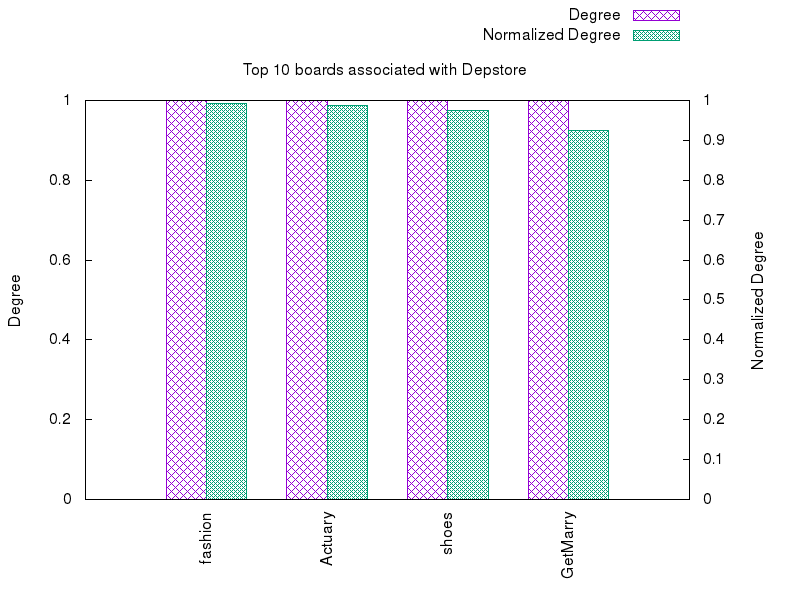 Degree
Normalized Degree
Top 10 boards associated with Depstore
1
0.8
0.6
0.4
0.2
0
1
0.9
0.8
0.7
0.6
0.5
0.4
0.3
0.2
0.1
0
Degree
Normalized Degree
fashion
Actuary
shoes
GetMarry